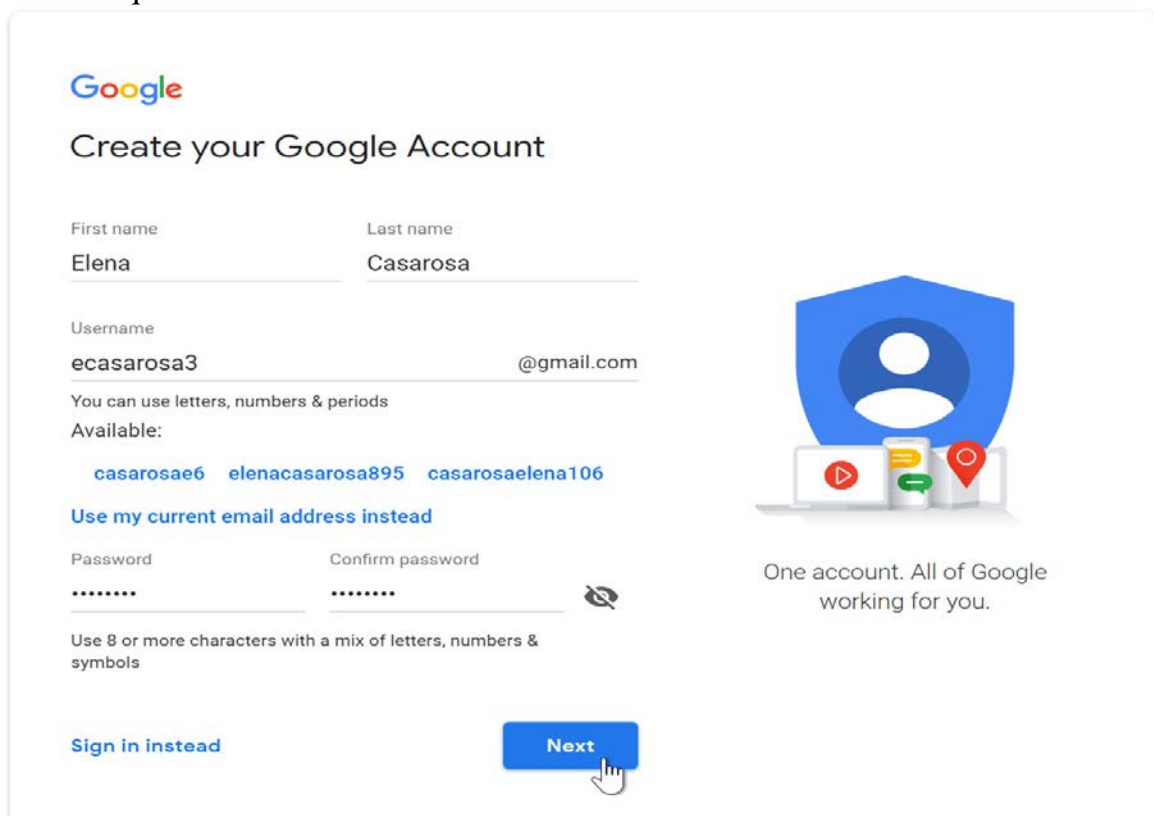 Google
Create your Google Account
First name Last name
Elena Casarosa
Username
ecasarosa3 @gmail.com
You can use letters, numbers & periods
Available:
casarosae6 elenacasarosa895 casarosaelena106
Use my current email address instead
Password Confirm password
•••••••• ••••••••
Use 8 or more characters with a mix of letters, numbers &
symbols
Sign in instead Next
One account. All of Google
working for you.